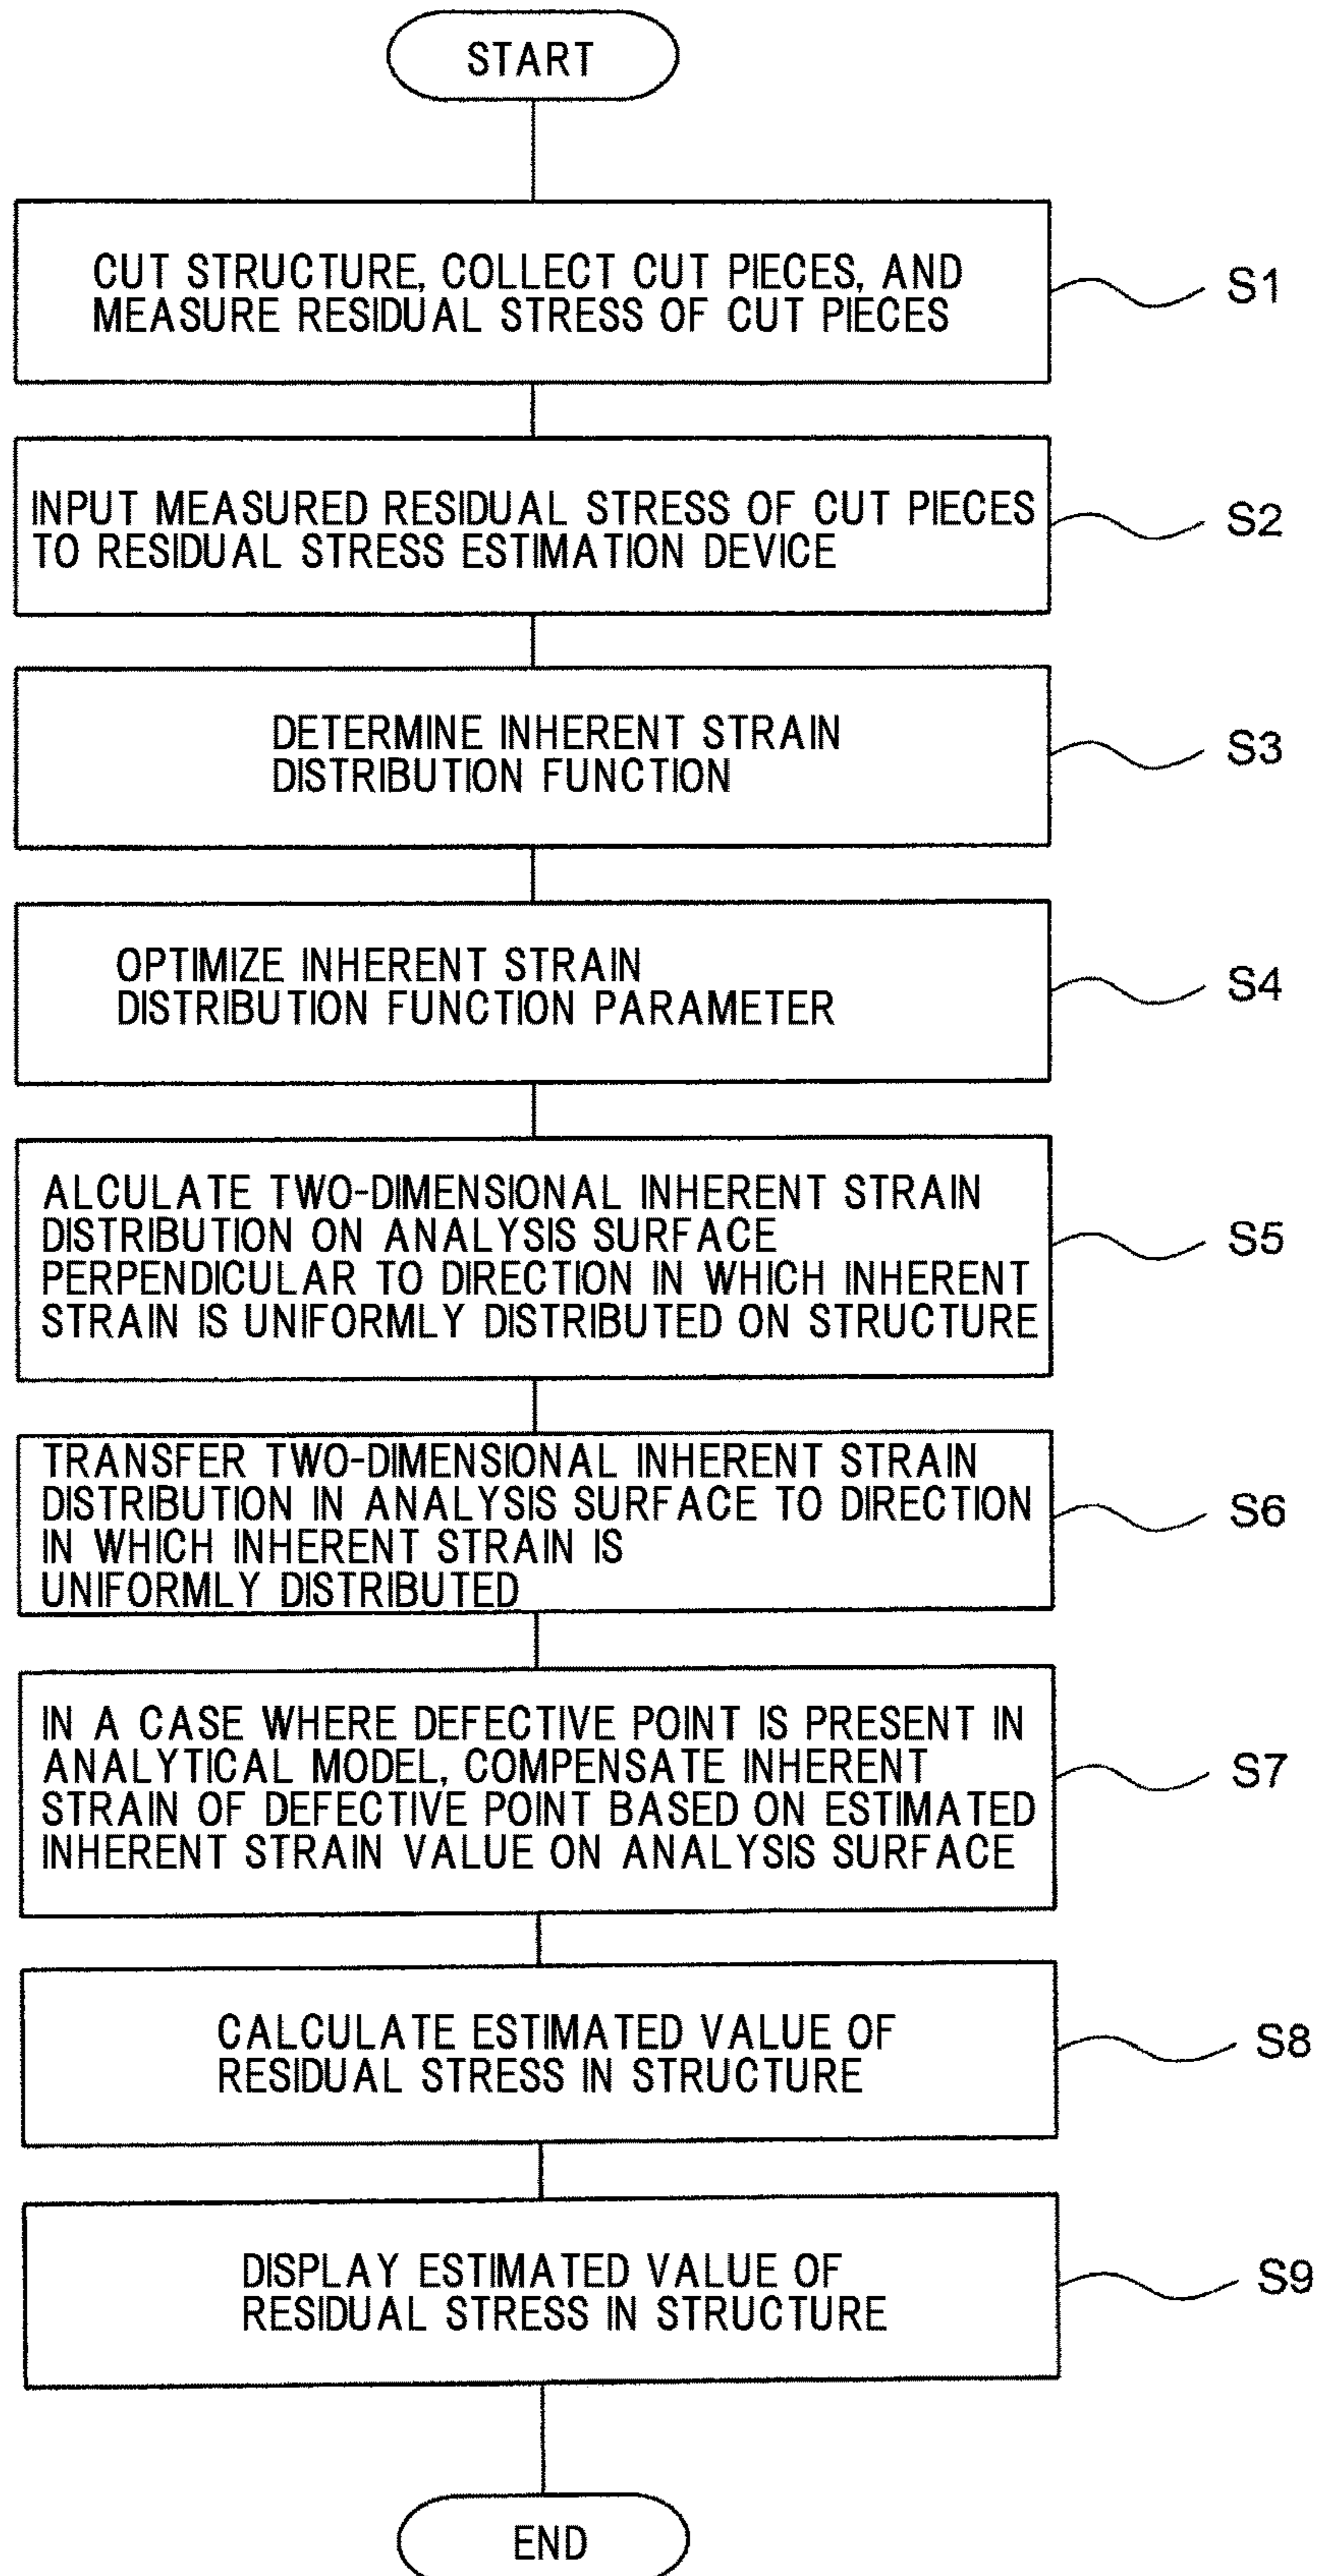 START
CUT STRUCTURE, COLLECT CUT PIECES, AND
MEASURE RESIDUAL STRESS OF CUT PIECES
S1
INPUT MEASURED RESIDUAL STRESS OF CUT PIECES
TO RESIDUAL STRESS ESTIMATION DEVICE
S2
DETERMINE INHERENT STRAIN
DISTRIBUTION FUNCTION
S3
OPTIMIZE INHERENT STRAIN
DISTRIBUTION FUNCTION PARAMETER
S4
ALCULATE TWO-DIMENSIONAL INHERENT STRAIN
DISTRIBUTION ON ANALYSIS SURFACE
PERPENDICULAR TO DIRECTION IN WHICH INHERENT
STRAIN IS UNIFORMLY DISTRIBUTED ON STRUCTURE
S5
TRANSFER TWO-DIMENSIONAL INHERENT STRAIN
DISTRIBUTION IN ANALYSIS SURFACE TO DIRECTION
IN WHICH INHERENT STRAIN IS
UNIFORMLY DISTRIBUTED
S6
IN A CASE WHERE DEFECTIVE POINT IS PRESENT IN
ANALYTICAL MODEL, COMPENSATE INHERENT
STRAIN OF DEFECTIVE POINT BASED ON ESTIMATED
INHERENT STRAIN VALUE ON ANALYSIS SURFACE
S7
CALCULATE ESTIMATED VALUE OF
RESIDUAL STRESS IN STRUCTURE
S8
DISPLAY ESTIMATED VALUE OF
RESIDUAL STRESS IN STRUCTURE
S9
END